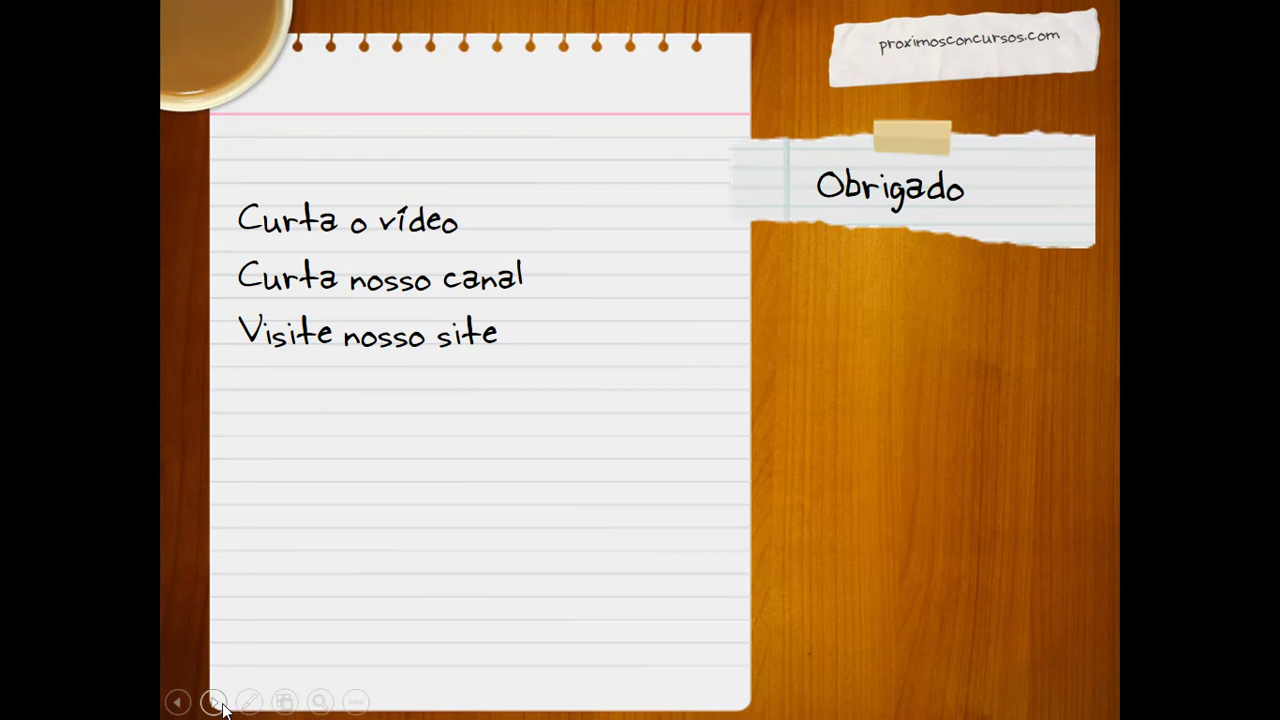 proximosconcursos.com
Obrigado
Curta o vídeo
Curta nosso canal
Visite nosso site